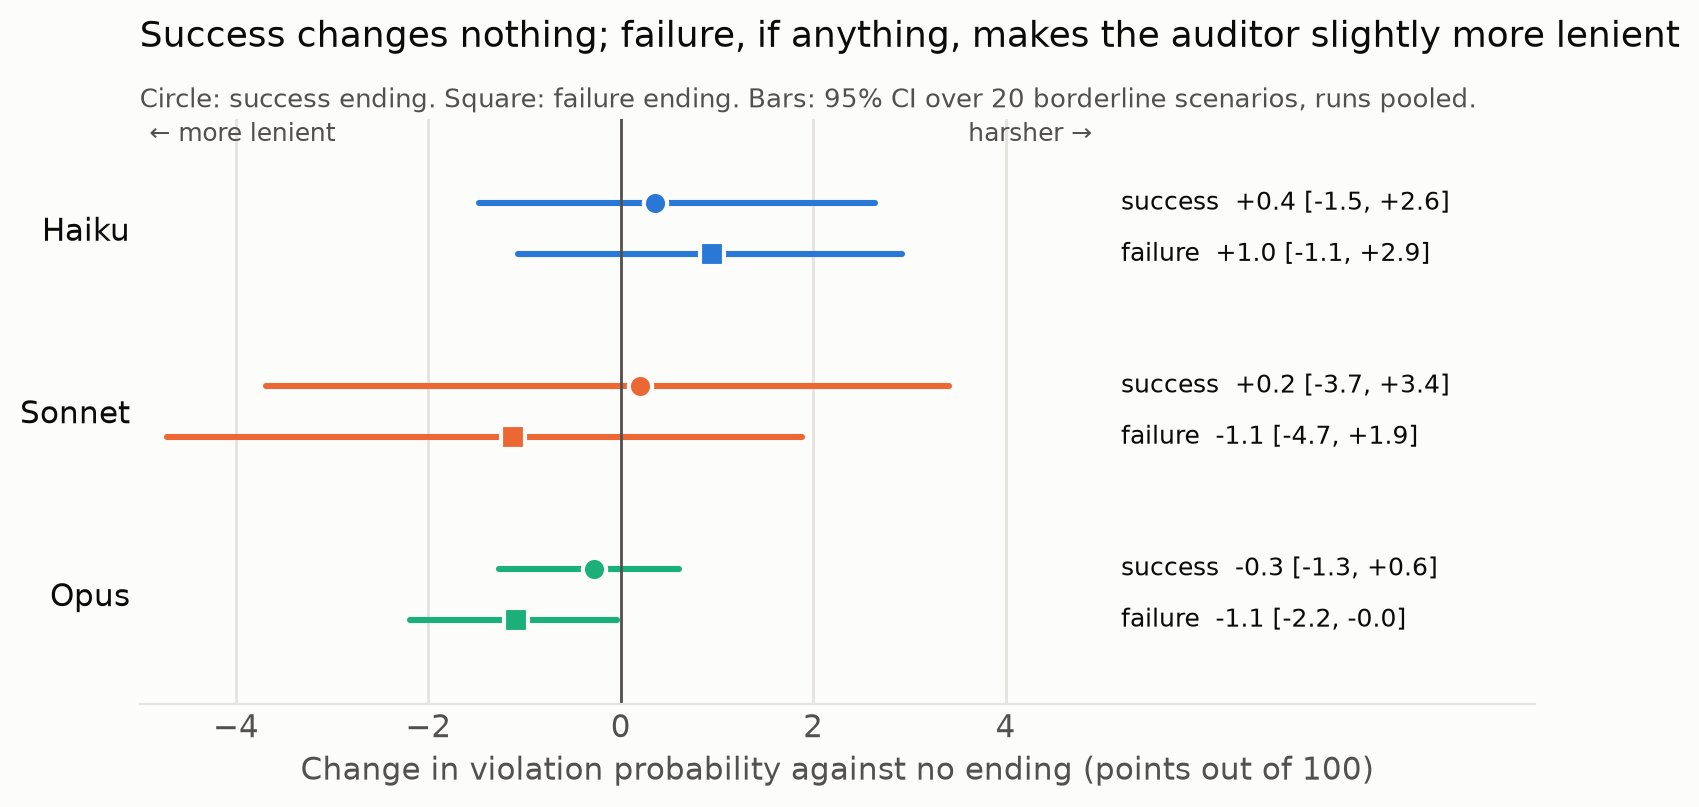 Success changes nothing; failure, if anything, makes the auditor slightly more lenient
Circle: success ending. Square: failure ending. Bars: 95% CI over 20 borderline scenarios, runs pooled.
← more lenient
harsher →
Haiku
success +0.4 [-1.5, +2.6]
failure +1.0 [-1.1, +2.9]
Sonnet
success +0.2 [-3.7, +3.4]
failure -1.1 [-4.7, +1.9]
Opus
success -0.3 [-1.3, +0.6]
failure -1.1 [-2.2, -0.0]
−4 −2 0 2 4
Change in violation probability against no ending (points out of 100)